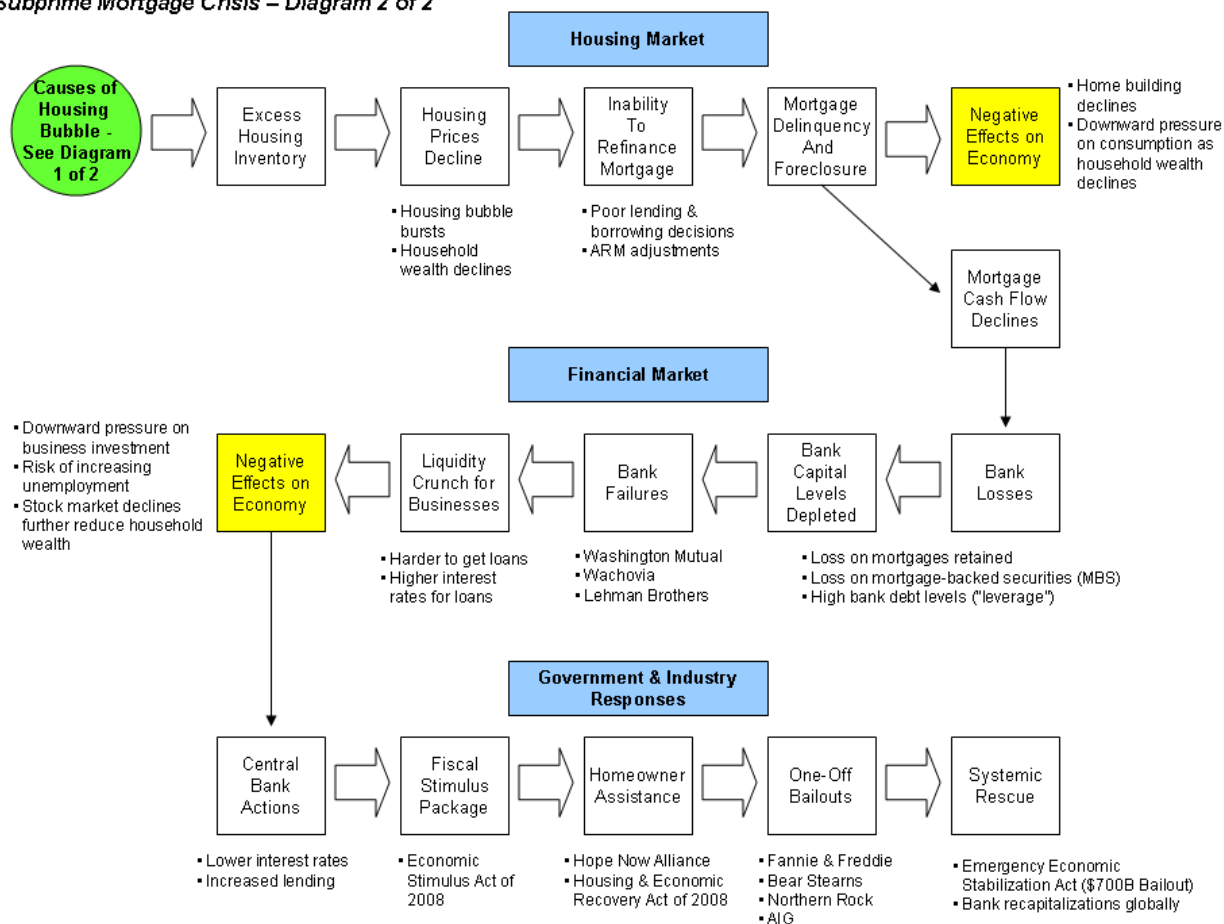 Subprime Mortgage Crisis – Diagram 2 of 2
Housing Market
Causes of
Housing
Bubble -
See Diagram
1 of 2
Excess
Housing
Inventory
Housing
Prices
Decline
Inability
To
Refinance
Mortgage
Mortgage
Delinquency
And
Foreclosure
Negative
Effects on
Economy
▪ Home building
declines
▪ Downward pressure
on consumption as
household wealth
declines
▪ Housing bubble
bursts
▪ Household
wealth declines
▪ Poor lending &
borrowing decisions
▪ ARM adjustments
Mortgage
Cash Flow
Declines
Financial Market
▪ Downward pressure on
business investment
▪ Risk of increasing
unemployment
▪ Stock market declines
further reduce household
wealth
Negative
Effects on
Economy
Liquidity
Crunch for
Businesses
Bank
Failures
Bank
Capital
Levels
Depleted
Bank
Losses
▪ Harder to get loans
▪ Higher interest
rates for loans
▪ Washington Mutual
▪ Wachovia
▪ Lehman Brothers
▪ Loss on mortgages retained
▪ Loss on mortgage-backed securities (MBS)
▪ High bank debt levels ("leverage")
Government & Industry
Responses
Central
Bank
Actions
Fiscal
Stimulus
Package
Homeowner
Assistance
One-Off
Bailouts
Systemic
Rescue
▪ Lower interest rates
▪ Increased lending
▪ Economic
Stimulus Act of
2008
▪ Hope Now Alliance
▪ Housing & Economic
Recovery Act of 2008
▪ Fannie & Freddie
▪ Bear Stearns
▪ Northern Rock
▪ AIG
▪ Emergency Economic
Stabilization Act ($700B Bailout)
▪ Bank recapitalizations globally